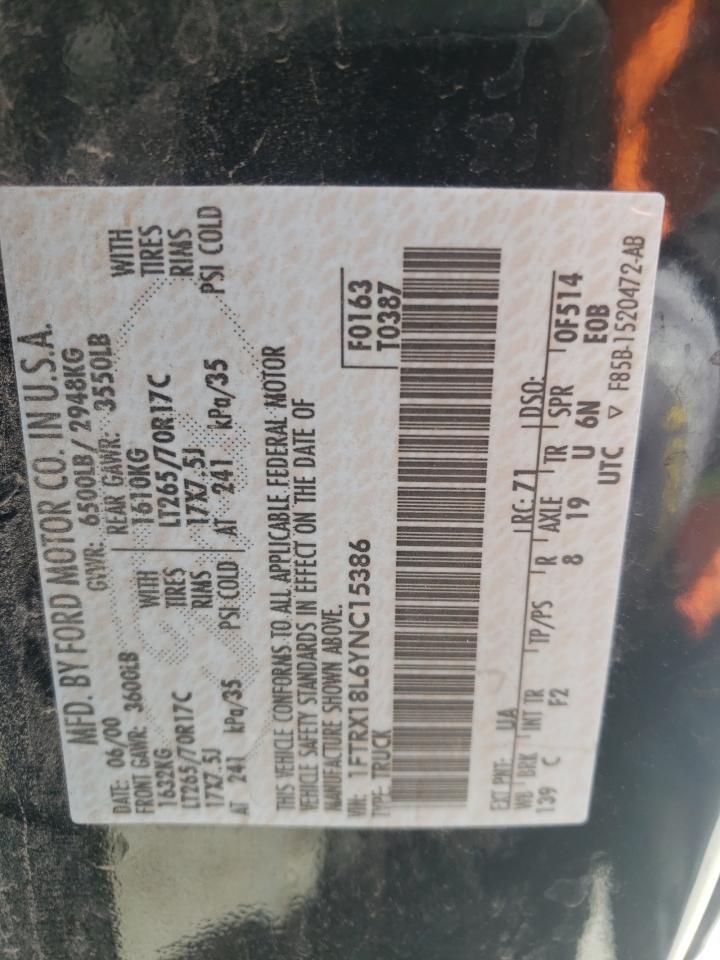 MFD. BY FORD MOTOR CO. IN U.S.A.
DATE: 06/00 GVWR: 6500LB / 2948KG
FRONT GAWR: 3600LB REAR GAWR: 3550LB
1632KG WITH 1610KG WITH
LT265/70R17C TIRES LT265/70R17C TIRES
17X7.5J RIMS 17X7.5J RIMS
AT 241 kPa/35 PSI COLD AT 241 kPa/35 PSI COLD
THIS VEHICLE CONFORMS TO ALL APPLICABLE FEDERAL MOTOR
VEHICLE SAFETY STANDARDS IN EFFECT ON THE DATE OF
MANUFACTURE SHOWN ABOVE.
VIN: 1FTRX18L6YNC15386 F0163
TYPE: TRUCK T0387
EXT PNT: UA RC: 71 DSO:
WB BRK INT TR TP/PS R AXLE TR SPR 0F514
139 C F2 8 19 U 6N EOB
UTC ▽ F85B-1520472-AB